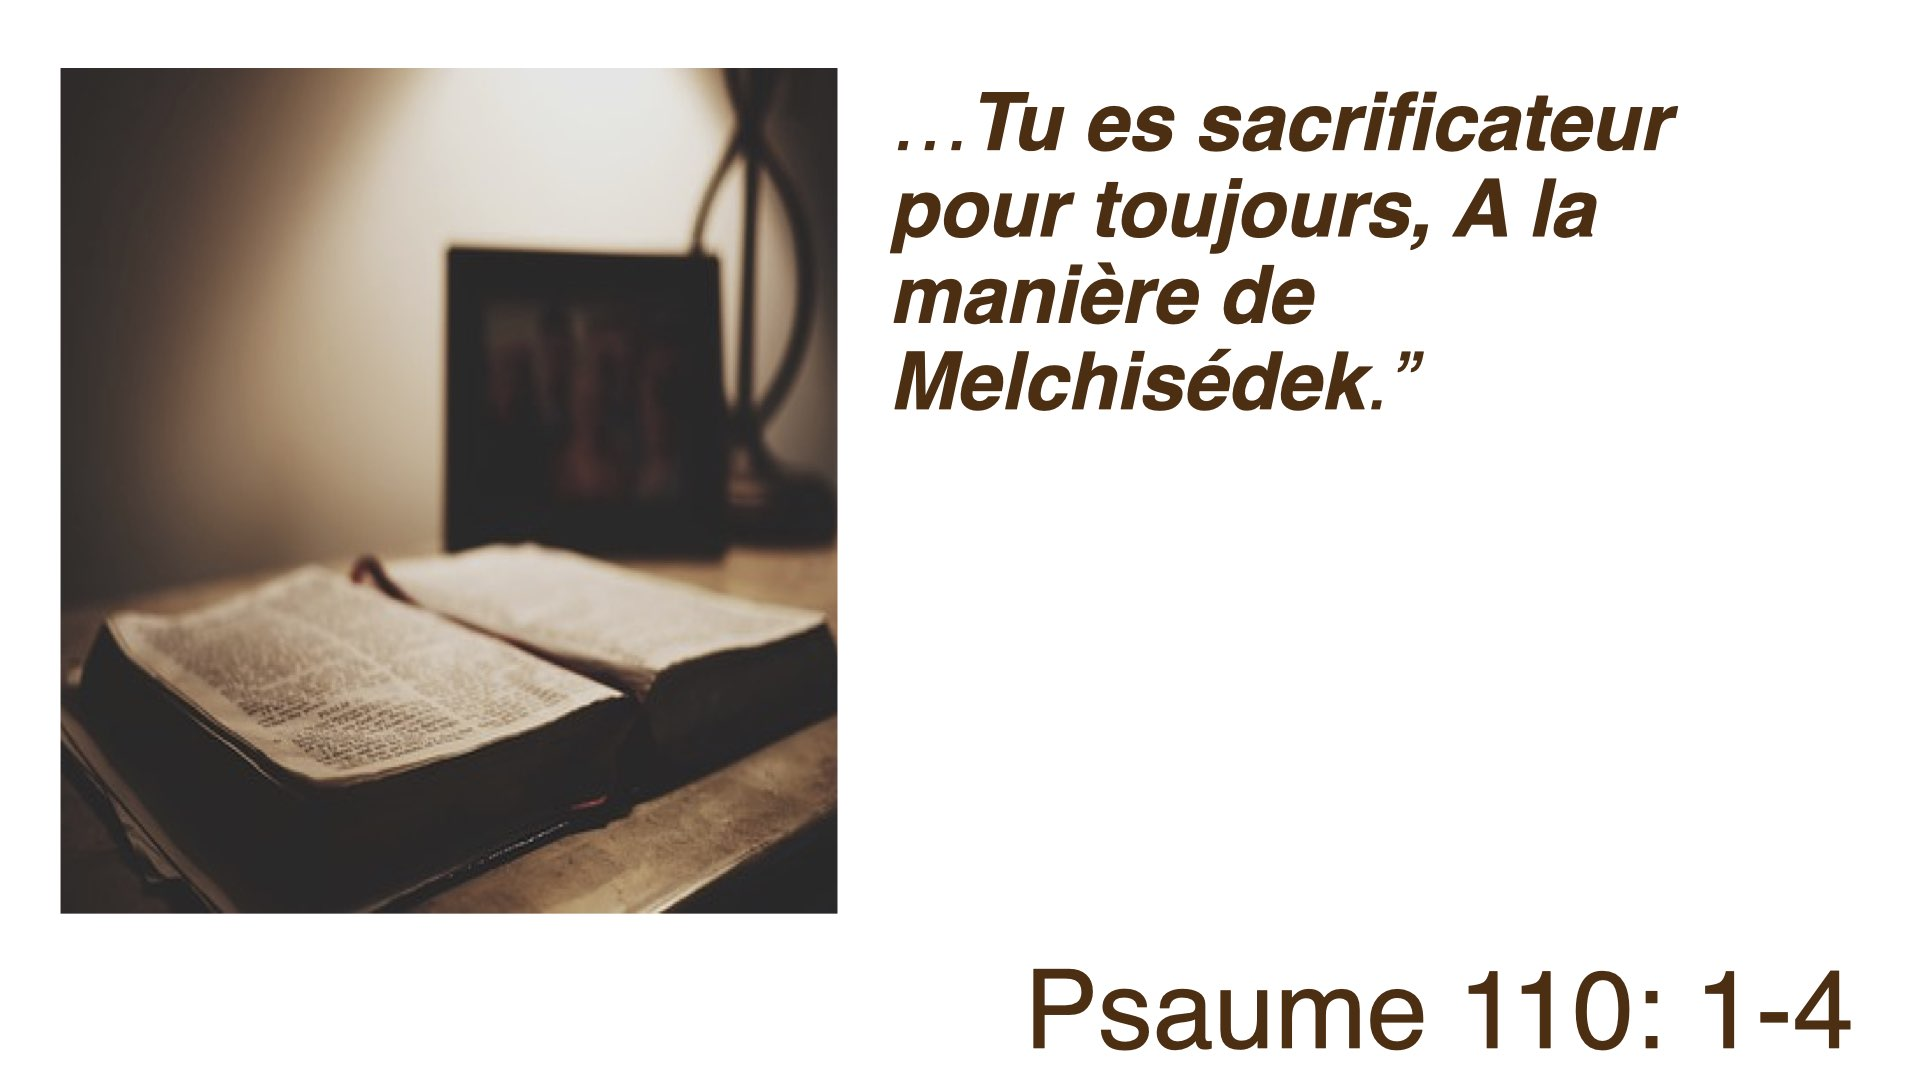 …Tu es sacrificateur
pour toujours, A la
manière de
Melchisédek.”
Psaume 110: 1-4